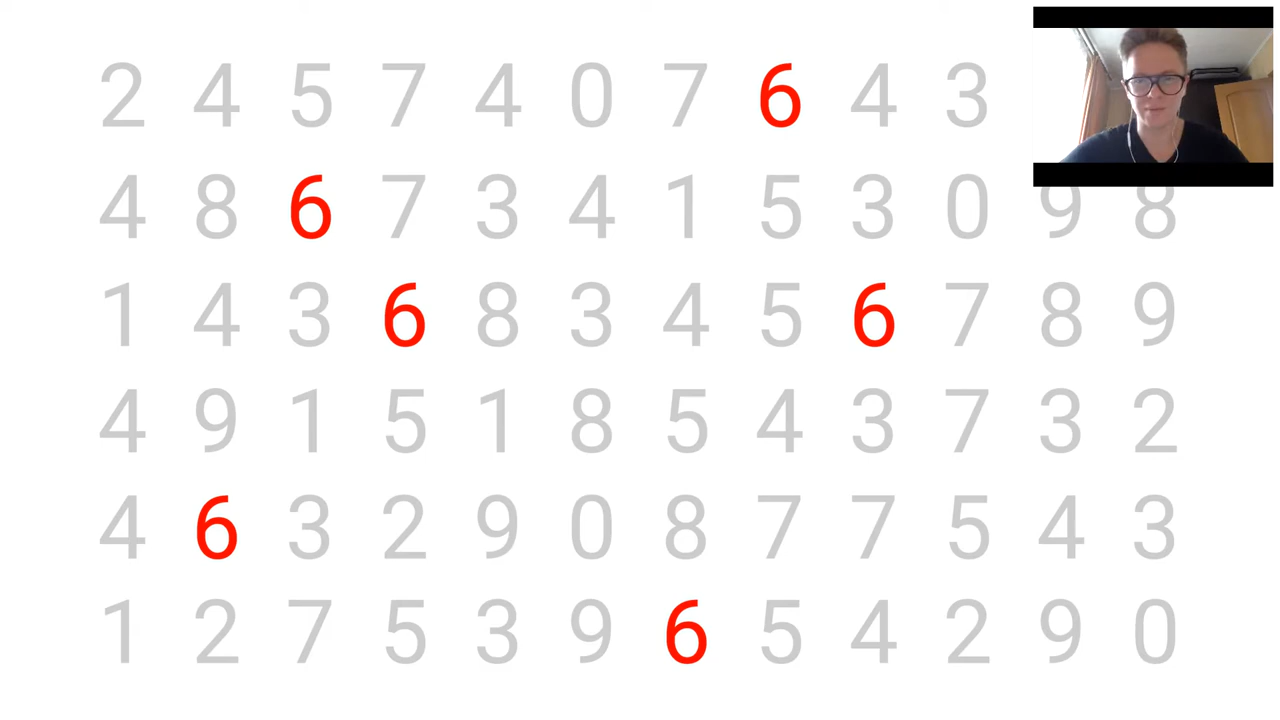 2 4 5 7 4 0 7 6 4 3
4 8 6 7 3 4 1 5 3 0 9 8
1 4 3 6 8 3 4 5 6 7 8 9
4 9 1 5 1 8 5 4 3 7 3 2
4 6 3 2 9 0 8 7 7 5 4 3
1 2 7 5 3 9 6 5 4 2 9 0